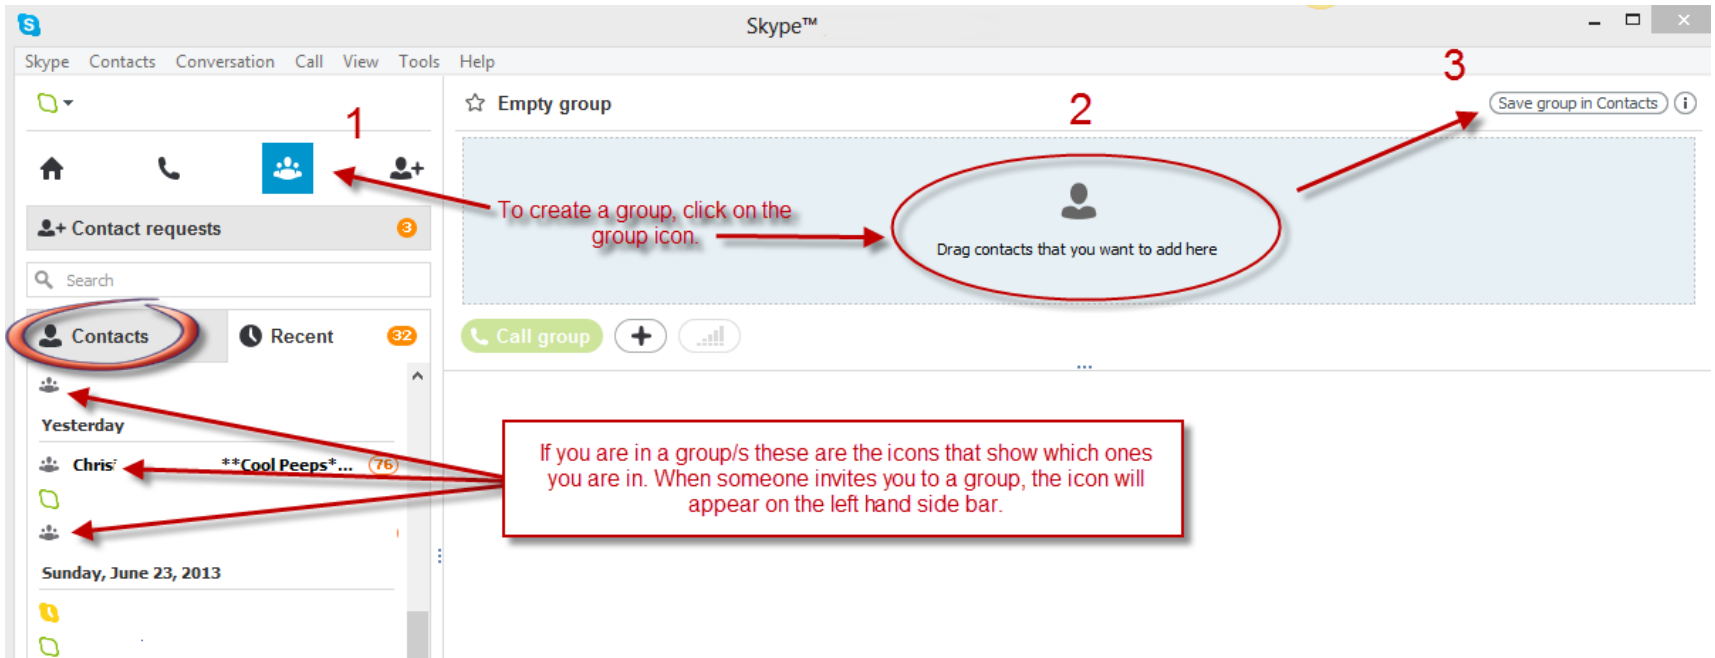 Skype™
Skype Contacts Conversation Call View Tools Help
3
1
2
Empty group
Save group in Contacts
To create a group, click on the
group icon.
Contact requests 3
Drag contacts that you want to add here
Search
Contacts Recent 32
Call group
Yesterday
Chris **Cool Peeps*... 76
If you are in a group/s these are the icons that show which ones
you are in. When someone invites you to a group, the icon will
appear on the left hand side bar.
Sunday, June 23, 2013